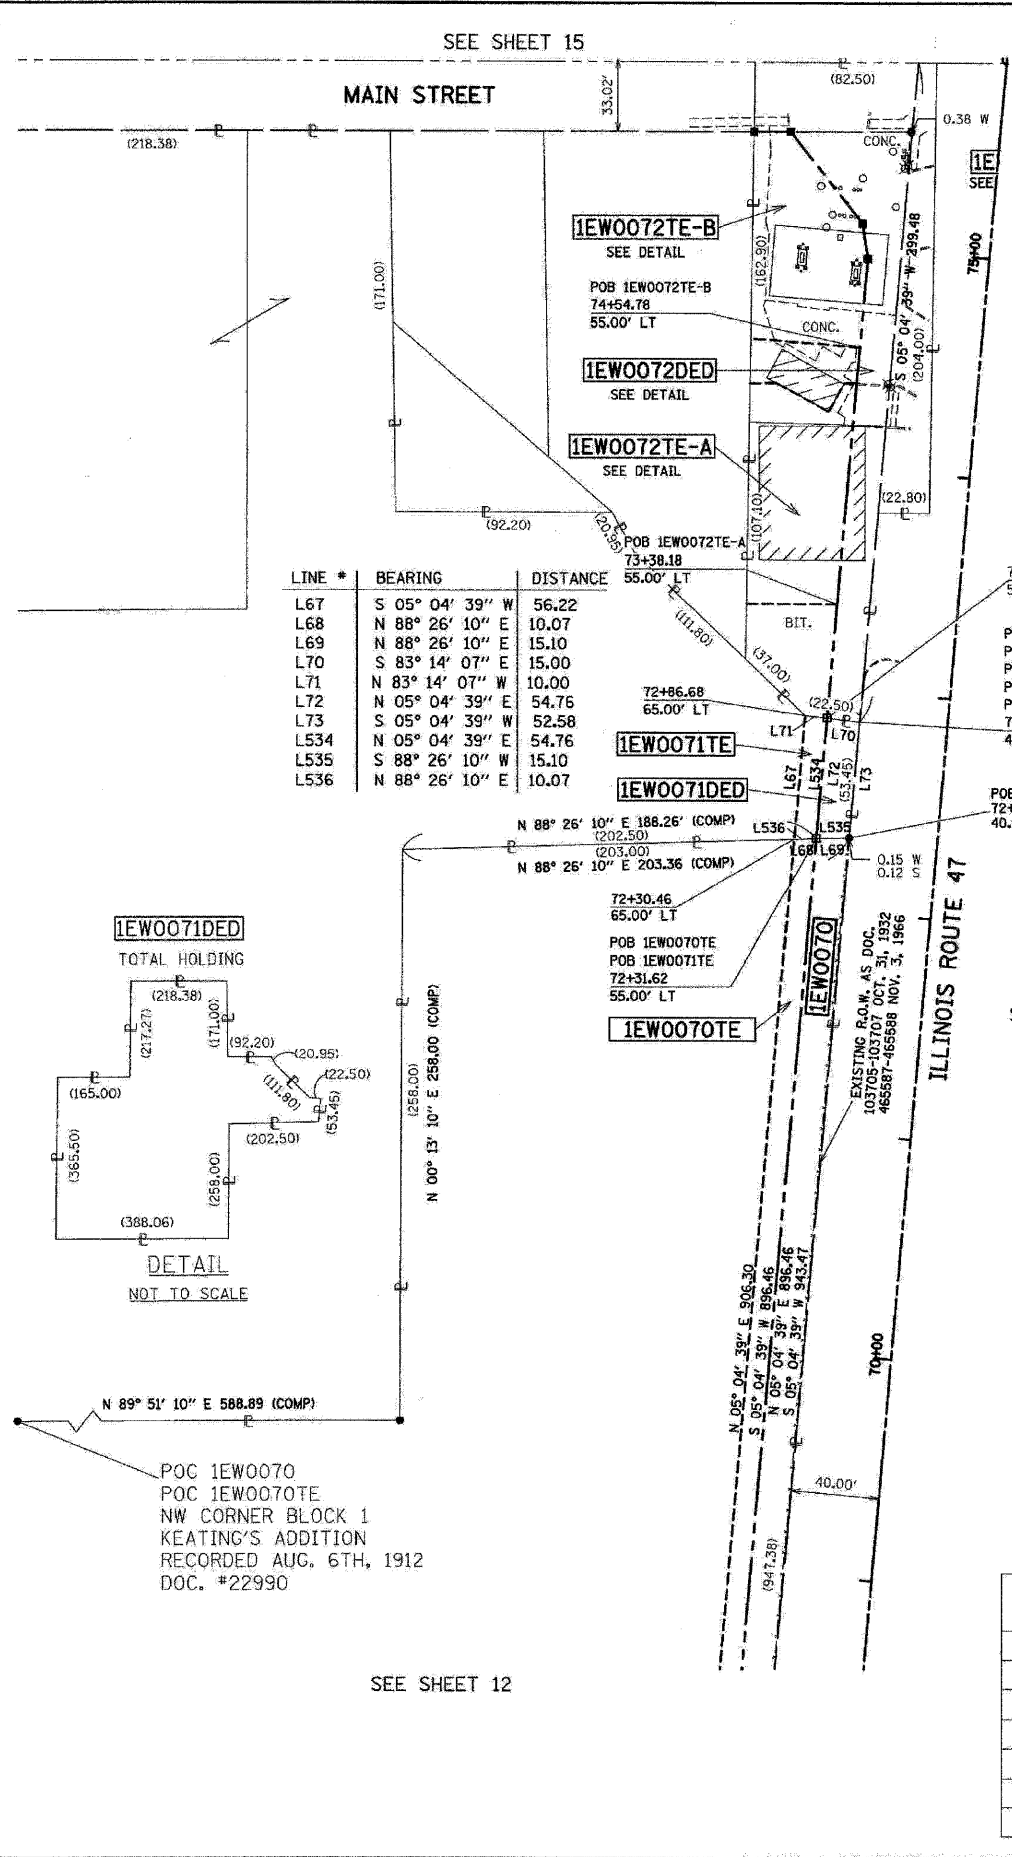 SEE SHEET 15
MAIN STREET
33.02'
(82.50)
(218.38)
0.38 W
CONC.
1E
SEE
1EW0072TE-B
SEE DETAIL
(162.90)
S 05° 04' 39" W 299.48
75+00
(171.00)
POB 1EW0072TE-B
74+54.78
55.00' LT
CONC.
(204.00)
1EW0072DED
SEE DETAIL
1EW0072TE-A
SEE DETAIL
(22.80)
(92.20)
(20.95)
(107.10)
POB 1EW0072TE-A
73+38.18
55.00' LT
LINE # BEARING DISTANCE
L67 S 05° 04' 39" W 56.22
L68 N 88° 26' 10" E 10.07
L69 N 88° 26' 10" E 15.10
L70 S 83° 14' 07" E 15.00
L71 N 83° 14' 07" W 10.00
L72 N 05° 04' 39" E 54.76
L73 S 05° 04' 39" W 52.58
L534 N 05° 04' 39" E 54.76
L535 S 88° 26' 10" W 15.10
L536 N 88° 26' 10" E 10.07
BIT.
(111.80)
(37.00)
72+86.68
65.00' LT
(22.50)
L71
L70
1EW0071TE
L67
L534
L72
(53.45)
L73
1EW0071DED
POB
72+
40.
N 88° 26' 10" E 188.26' (COMP)
(202.50)
(203.00)
N 88° 26' 10" E 203.36 (COMP)
L536
L535
L68
L69
0.15 W
0.12 S
72+30.46
65.00' LT
POB 1EW0070TE
POB 1EW0071TE
72+31.62
55.00' LT
1EW0070
1EW0070TE
EXISTING R.O.W. AS DOC.
103705-103707 OCT. 31, 1932
465587-465588 NOV. 3, 1966
ILLINOIS ROUTE 47
1EW0071DED
TOTAL HOLDING
(218.38)
(217.27)
(171.00)
(92.20)
(20.95)
(111.80)
(22.50)
(53.45)
(165.00)
(202.50)
(365.50)
(258.00)
(388.06)
DETAIL
NOT TO SCALE
(258.00)
N 00° 13' 10" E 258.00 (COMP)
N 05° 04' 39" E 906.30
S 05° 04' 39" W 896.46
N 05° 04' 39" E 896.46
S 05° 04' 39" W 943.47
70+00
N 89° 51' 10" E 588.89 (COMP)
POC 1EW0070
POC 1EW0070TE
NW CORNER BLOCK 1
KEATING'S ADDITION
RECORDED AUG. 6TH, 1912
DOC. #22990
40.00'
(947.38)
SEE SHEET 12